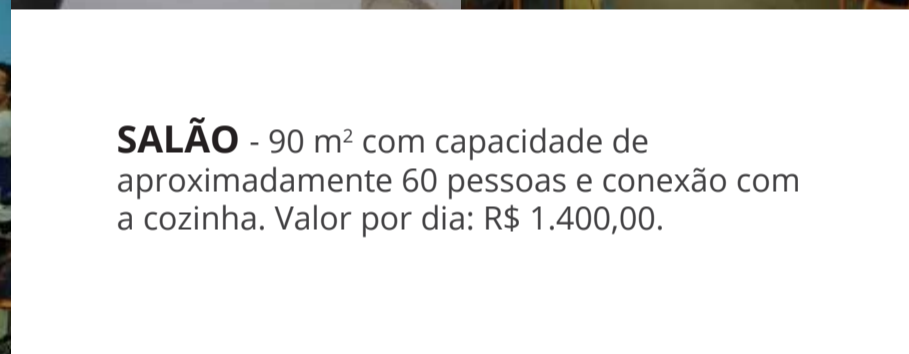 SALÃO - 90 m² com capacidade de
aproximadamente 60 pessoas e conexão com
a cozinha. Valor por dia: R$ 1.400,00.